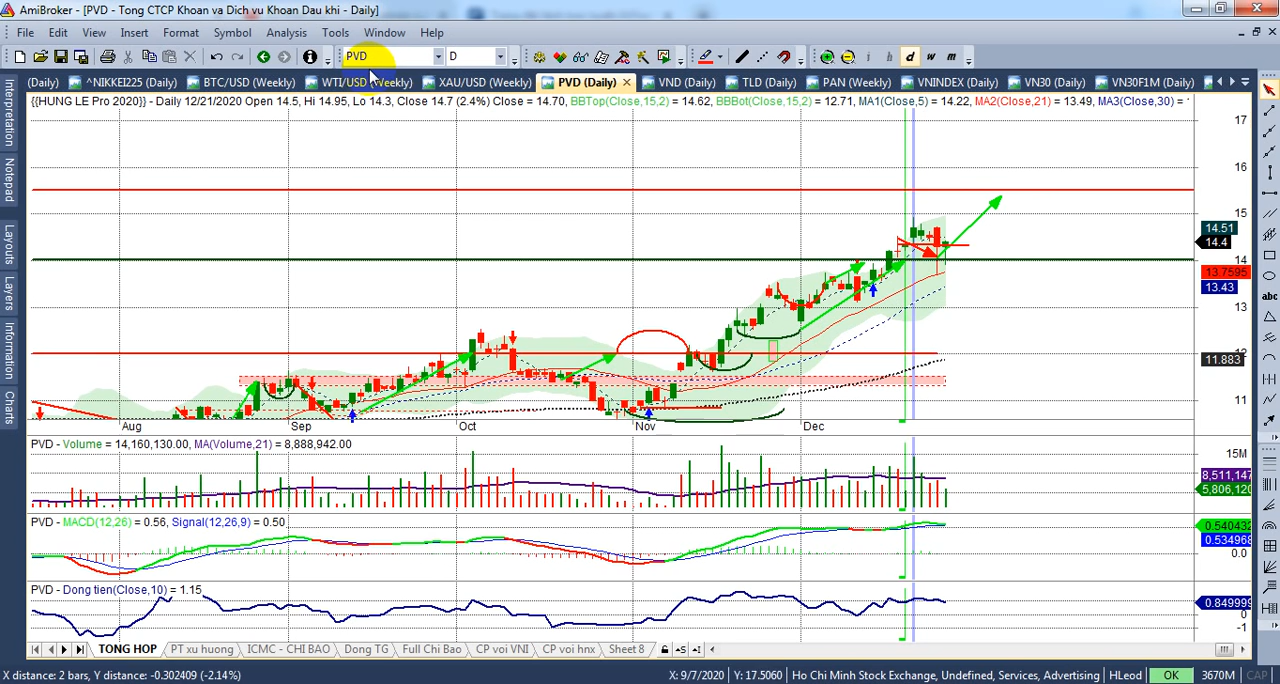 AmiBroker - [PVD - Tong CTCP Khoan va Dich vu Khoan Dau khi - Daily]
File Edit View Insert Format Symbol Analysis Tools Window Help
PVD D i h d w m
(Daily) ^NIKKEI225 (Daily) BTC/USD (Weekly) WTI/USD (Weekly) XAU/USD (Weekly) PVD (Daily) VND (Daily) TLD (Daily) PAN (Weekly) VNINDEX (Daily) VN30 (Daily) VN30F1M (Daily)
{{HUNG LE Pro 2020}} - Daily 12/21/2020 Open 14.5, Hi 14.95, Lo 14.3, Close 14.7 (2.4%) Close = 14.70, BBTop(Close,15,2) = 14.62, BBBot(Close,15,2) = 12.71, MA1(Close,5) = 14.22, MA2(Close,21) = 13.49, MA3(Close,30) =
Interpretation
Notepad
Layouts
Layers
Information
Charts
abc
17
16
15
14.51
14.4
14
13.7595
13.43
13
12
11.883
11
Aug Sep Oct Nov Dec
PVD - Volume = 14,160,130.00, MA(Volume,21) = 8,888,942.00
15M
8,511,147
5,806,120
PVD - MACD(12,26) = 0.56, Signal(12,26,9) = 0.50
0.540432
0.534968
0.0
PVD - Dong tien(Close,10) = 1.15
0.849999
0
-1
TONG HOP PT xu huong ICMC - CHI BAO Dong TG Full Chi Bao CP voi VNI CP voi hnx Sheet 8
X distance: 2 bars, Y distance: -0.302409 (-2.14%) X: 9/7/2020 Y: 17.5060 Ho Chi Minh Stock Exchange, Undefined, Services, Advertising HLeod OK 3670M CAP